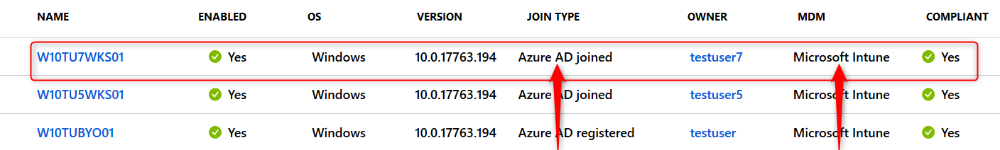 NAME ENABLED OS VERSION JOIN TYPE OWNER MDM COMPLIANT
W10TU7WKS01 Yes Windows 10.0.17763.194 Azure AD joined testuser7 Microsoft Intune Yes
W10TU5WKS01 Yes Windows 10.0.17763.194 Azure AD joined testuser5 Microsoft Intune Yes
W10TUBYO01 Yes Windows 10.0.17763.194 Azure AD registered testuser Microsoft Intune Yes